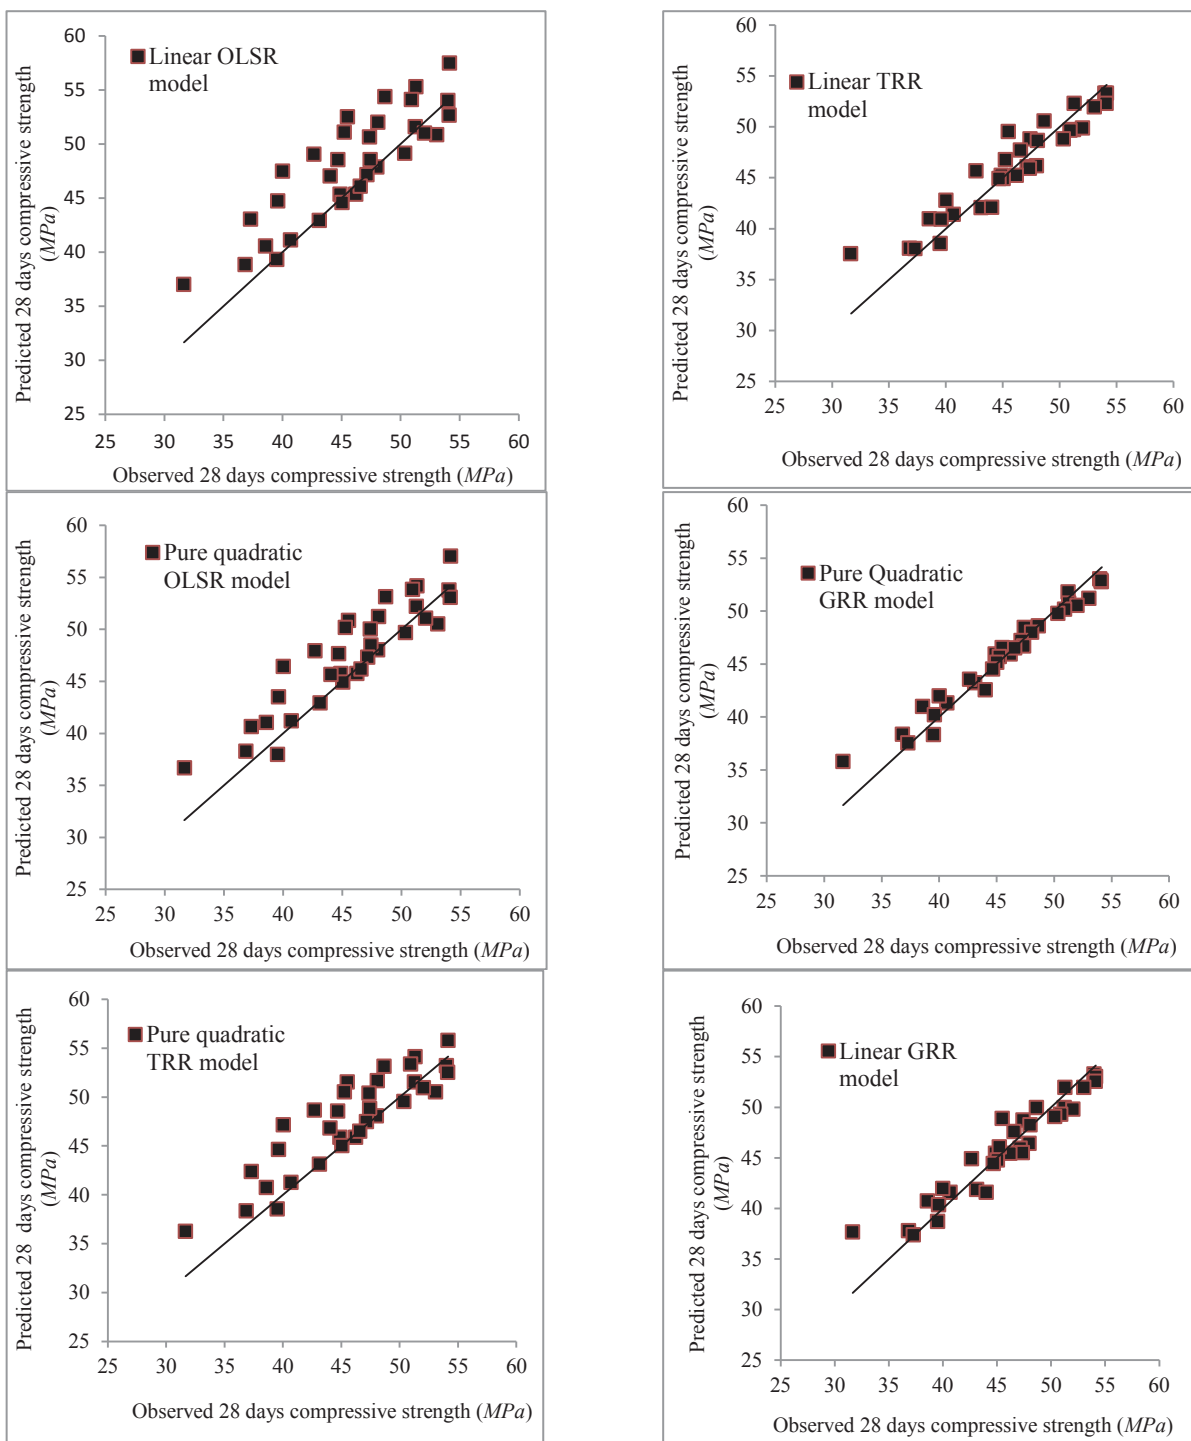 Predicted 28 days compressive strength
(MPa)
60
55
50
45
40
35
30
25
25 30 35 40 45 50 55 60
Linear OLSR
model
Observed 28 days compressive strength (MPa)
Predicted 28 days compressive strength
(MPa)
60
55
50
45
40
35
30
25
25 30 35 40 45 50 55 60
Linear TRR
model
Observed 28 days compressive strength (MPa)
Predicted 28 days compressive strength
(MPa)
60
55
50
45
40
35
30
25
25 30 35 40 45 50 55 60
Pure quadratic
OLSR model
Observed 28 days compressive strength (MPa)
Predicted 28 days compressive strength
(MPa)
60
55
50
45
40
35
30
25
25 30 35 40 45 50 55 60
Pure Quadratic
GRR model
Observed 28 days compressive strength (MPa)
Predicted 28 days compressive strength
(MPa)
60
55
50
45
40
35
30
25
25 30 35 40 45 50 55 60
Pure quadratic
TRR model
Observed 28 days compressive strength (MPa)
Predicted 28 days compressive strength
(MPa)
60
55
50
45
40
35
30
25
25 30 35 40 45 50 55 60
Linear GRR
model
Observed 28 days compressive strength (MPa)